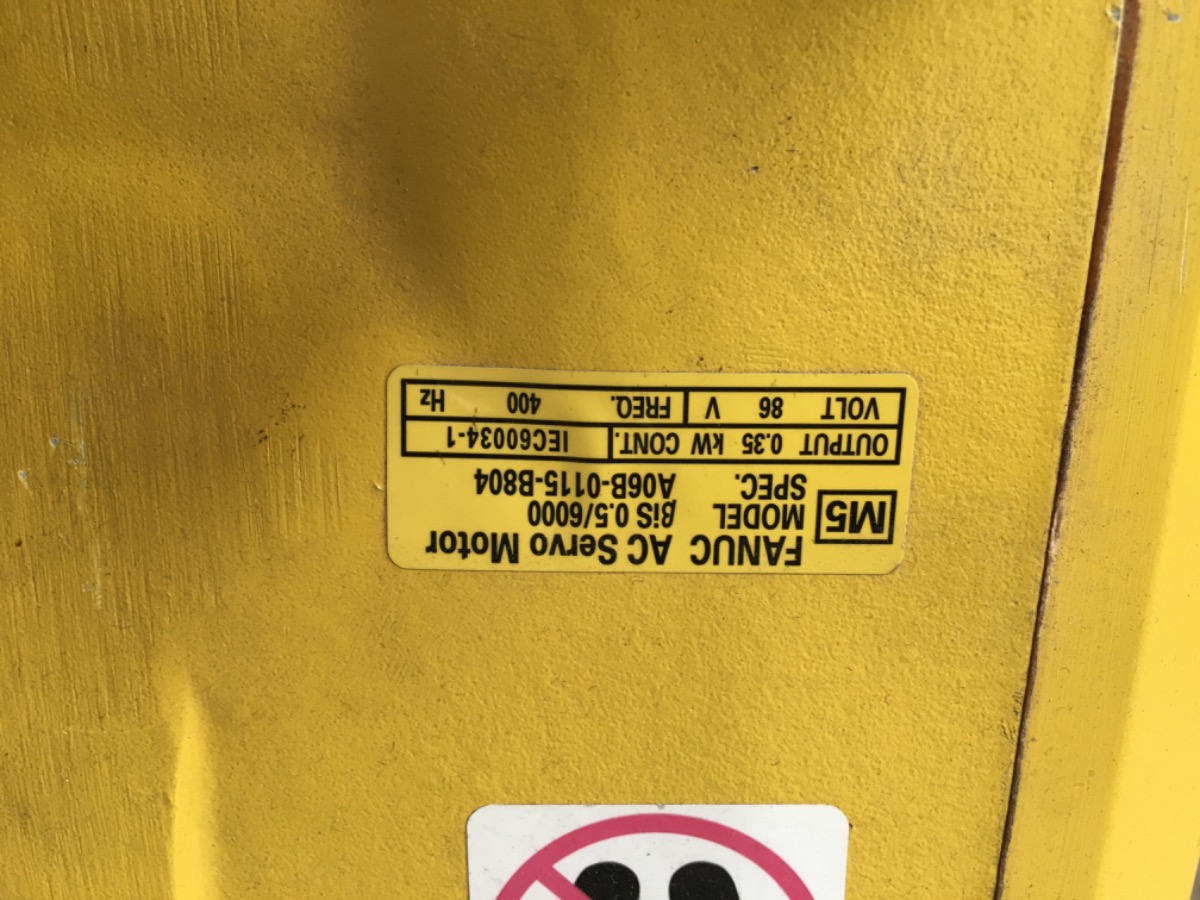 FANUC AC Servo Motor
M5
MODEL βiS 0.5/6000
SPEC. A06B-0115-B804
OUTPUT 0.35 kW CONT. IEC60034-1
VOLT 86 V FREQ. 400 Hz